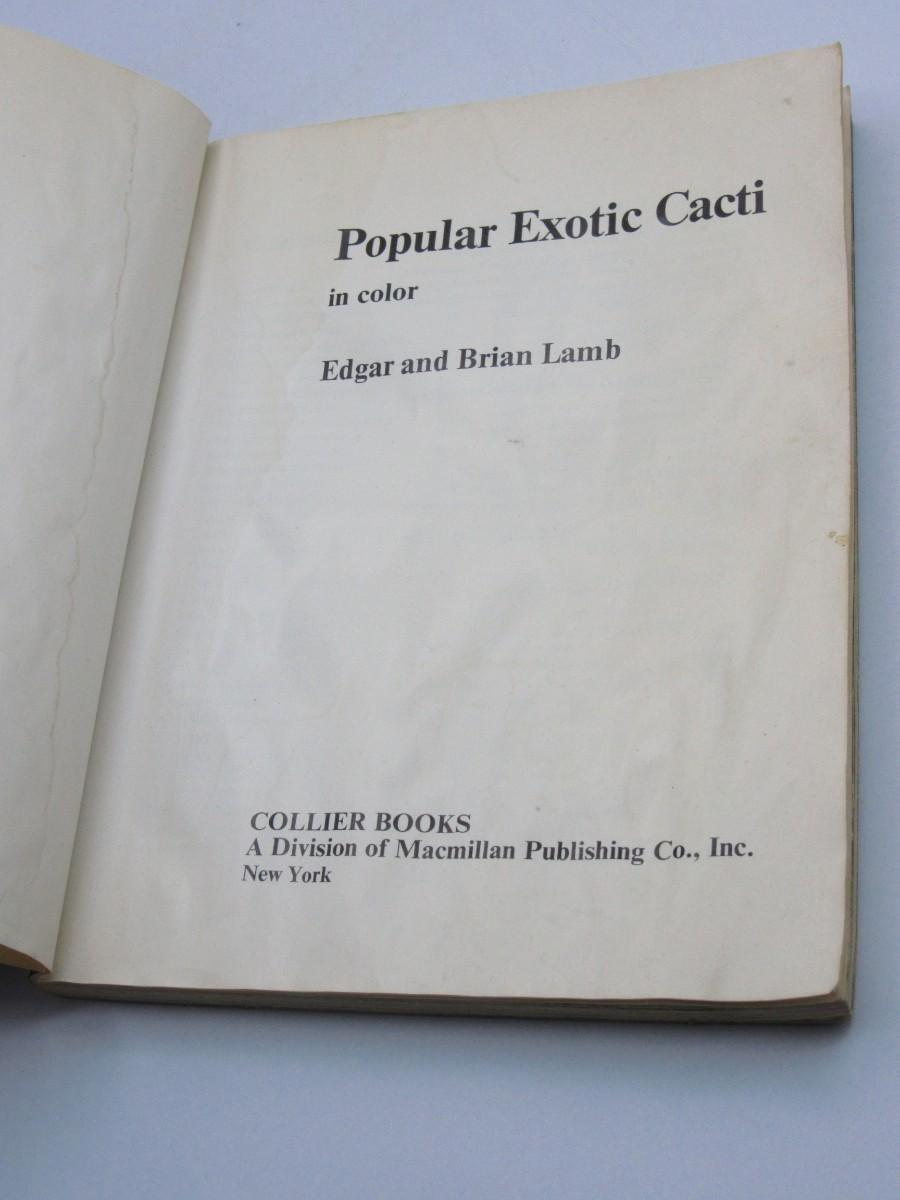 Popular Exotic Cacti
in color
Edgar and Brian Lamb
COLLIER BOOKS
A Division of Macmillan Publishing Co., Inc.
New York